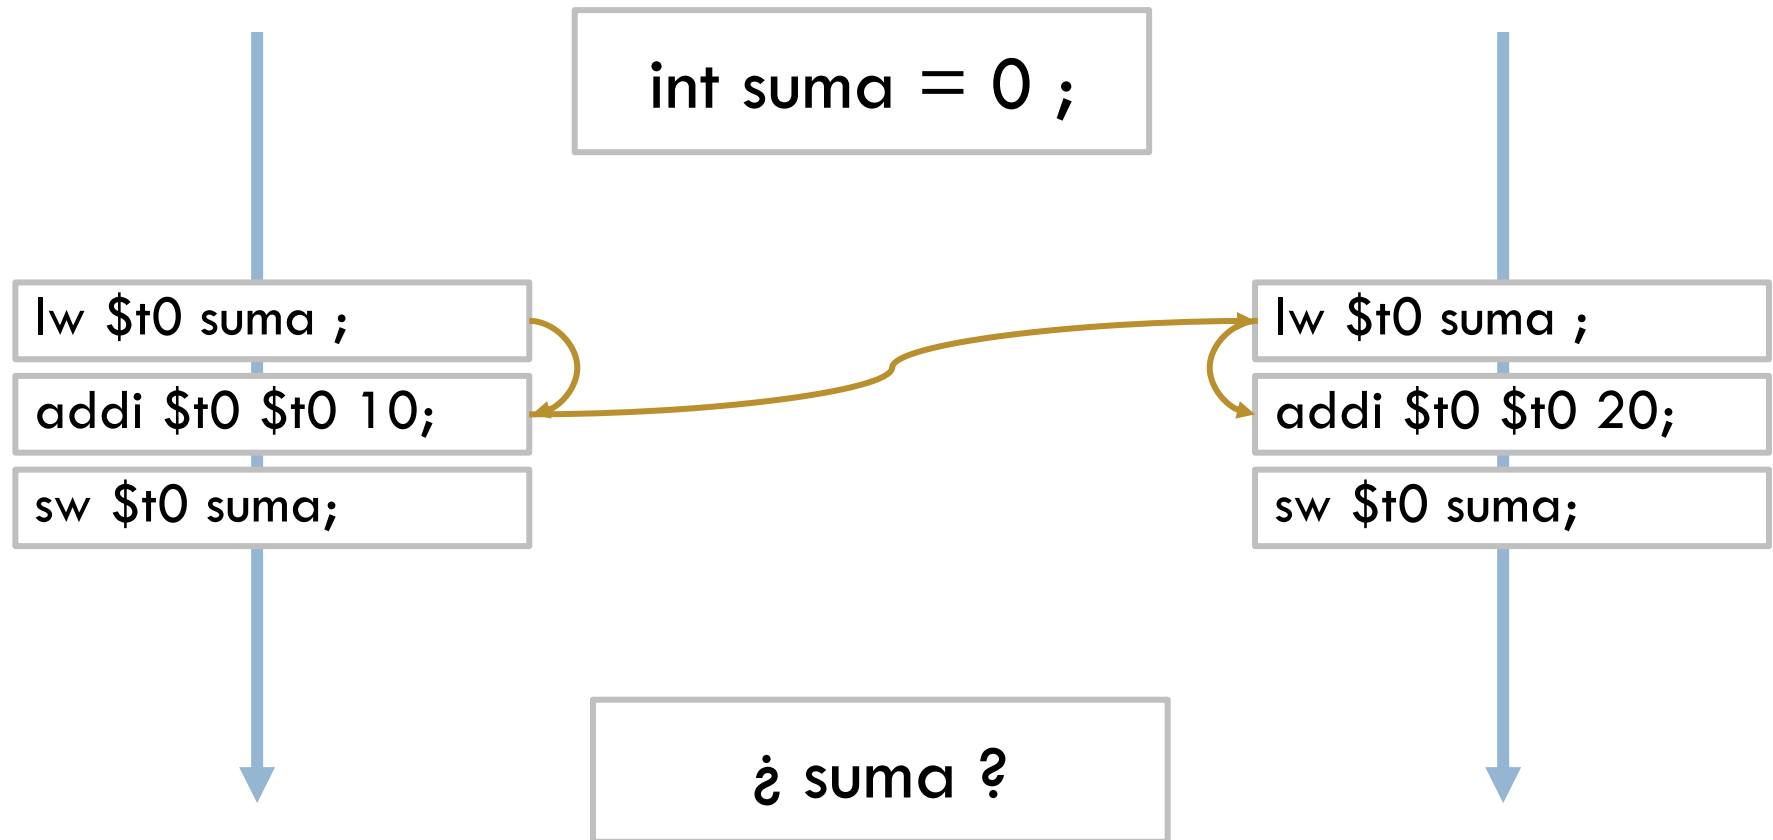 int suma = 0 ;
lw $t0 suma ;
addi $t0 $t0 10;
sw $t0 suma;
lw $t0 suma ;
addi $t0 $t0 20;
sw $t0 suma;
¿ suma ?